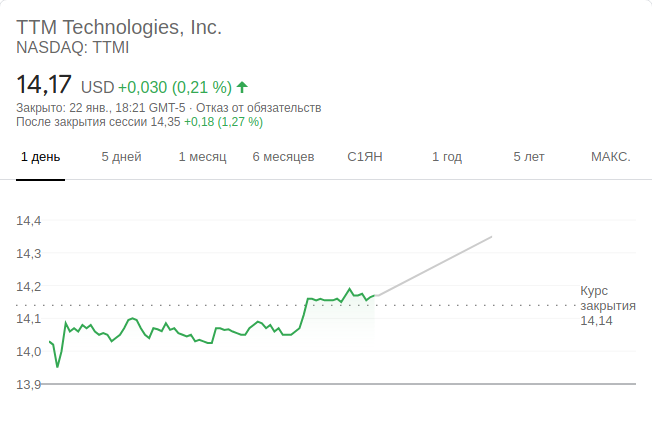 TTM Technologies, Inc.
NASDAQ: TTMI
14,17 USD +0,030 (0,21 %)
Закрыто: 22 янв., 18:21 GMT-5 · Отказ от обязательств
После закрытия сессии 14,35 +0,18 (1,27 %)
1 день 5 дней 1 месяц 6 месяцев С1ЯН 1 год 5 лет МАКС.
14,4
14,3
14,2
14,1
14,0
13,9
Курс
закрытия
14,14